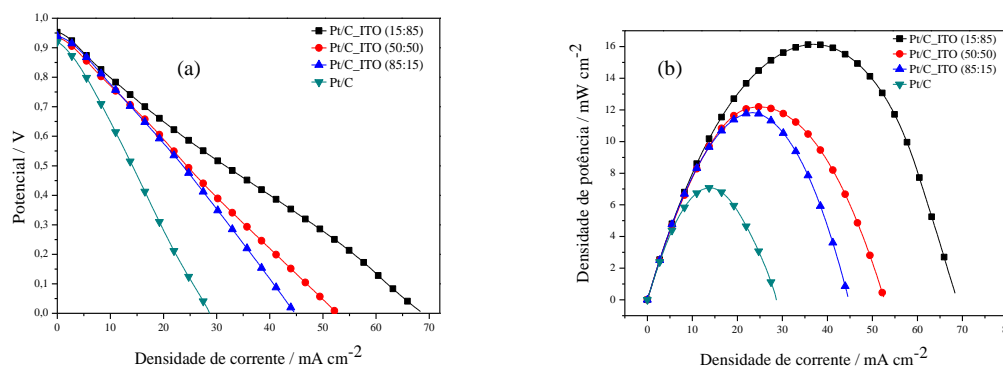 1,0
0,9
0,8
0,7
0,6
0,5
0,4
0,3
0,2
0,1
0,0
Potencial / V
(a)
Pt/C_ITO (15:85)
Pt/C_ITO (50:50)
Pt/C_ITO (85:15)
Pt/C
0 10 20 30 40 50 60 70
Densidade de corrente / mA cm-2
16
14
12
10
8
6
4
2
0
Densidade de potência / mW cm-2
(b)
Pt/C_ITO (15:85)
Pt/C_ITO (50:50)
Pt/C_ITO (85:15)
Pt/C
0 10 20 30 40 50 60 70
Densidade de corrente / mA cm-2